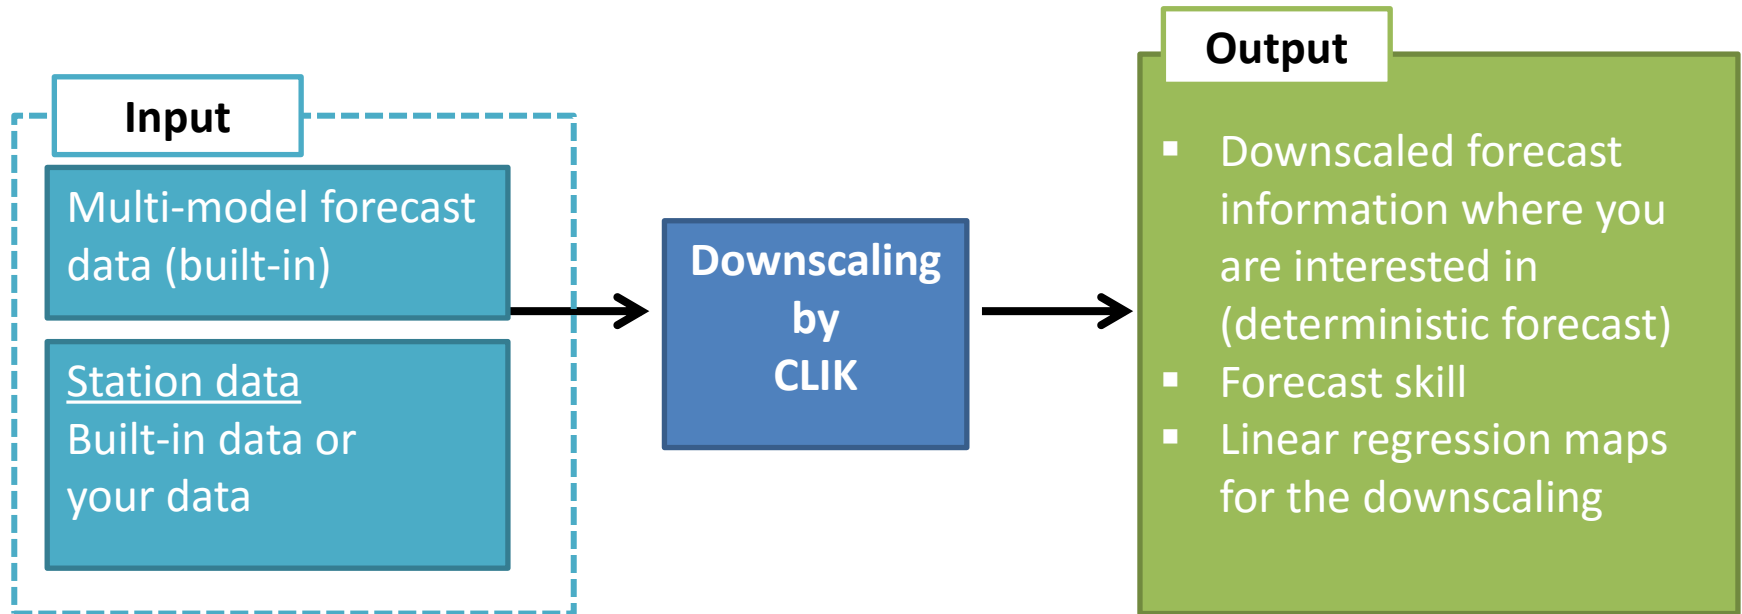 Input
Multi-model forecast
data (built-in)
Station data
Built-in data or
your data
Downscaling
by
CLIK
Output
▪ Downscaled forecast
information where you
are interested in
(deterministic forecast)
▪ Forecast skill
▪ Linear regression maps
for the downscaling